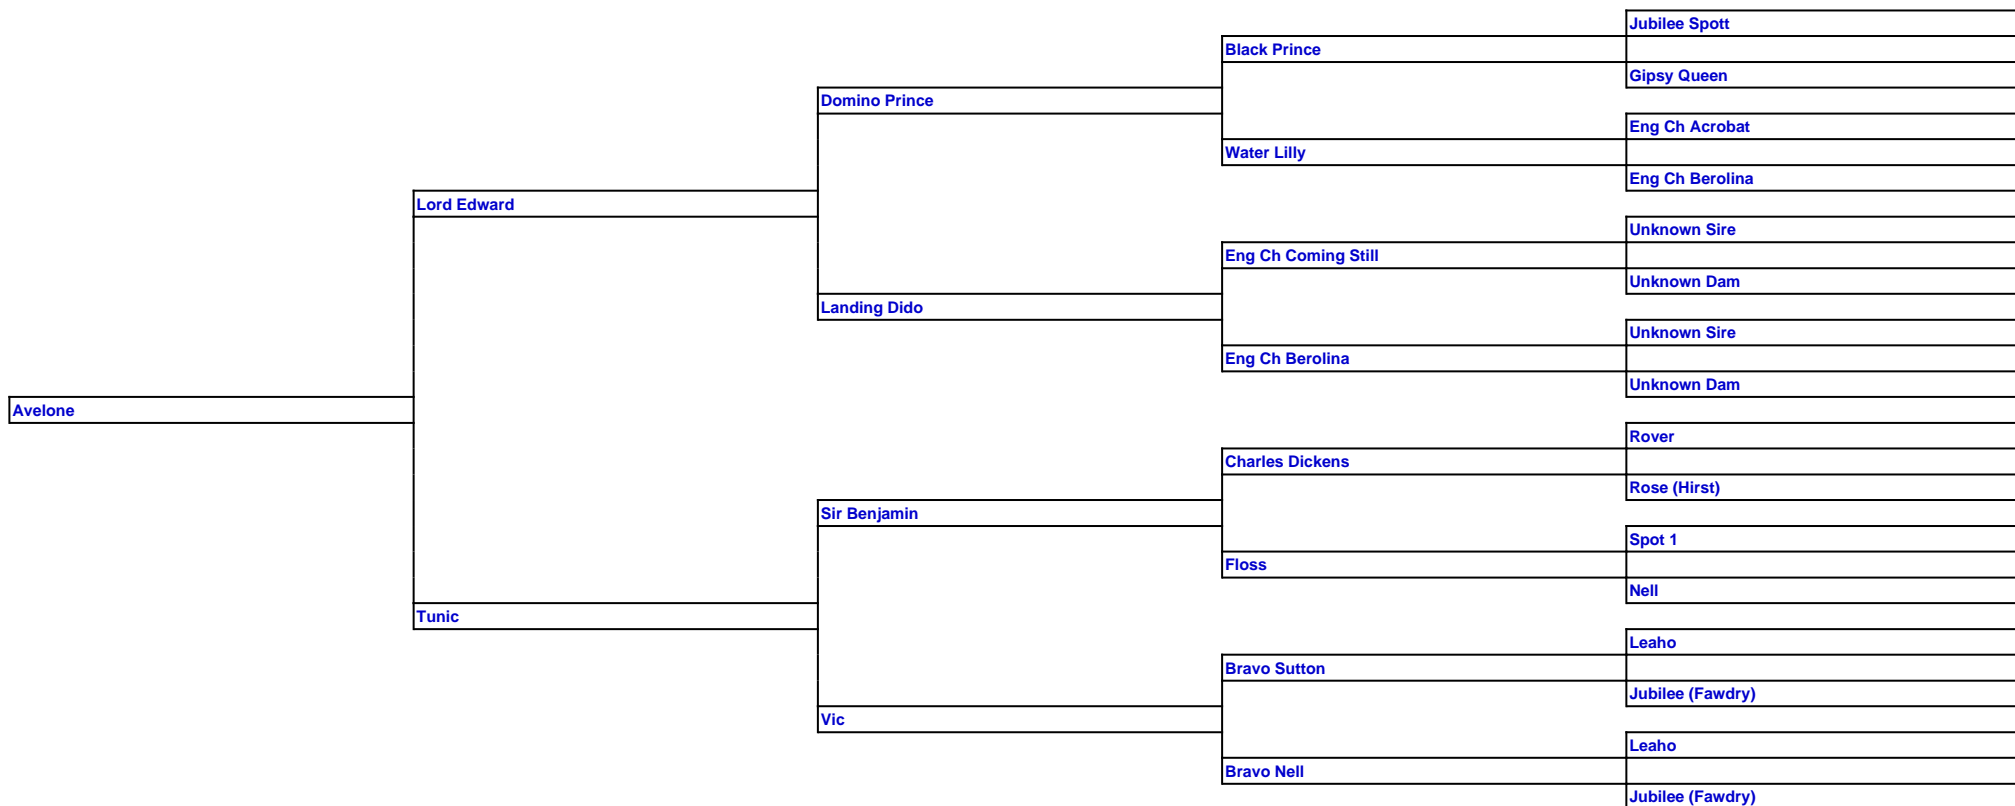 Jubilee Spott
Black Prince
Gipsy Queen
Domino Prince
Eng Ch Acrobat
Water Lilly
Eng Ch Berolina
Lord Edward
Unknown Sire
Eng Ch Coming Still
Unknown Dam
Landing Dido
Unknown Sire
Eng Ch Berolina
Unknown Dam
Avelone
Rover
Charles Dickens
Rose (Hirst)
Sir Benjamin
Spot 1
Floss
Nell
Tunic
Leaho
Bravo Sutton
Jubilee (Fawdry)
Vic
Leaho
Bravo Nell
Jubilee (Fawdry)